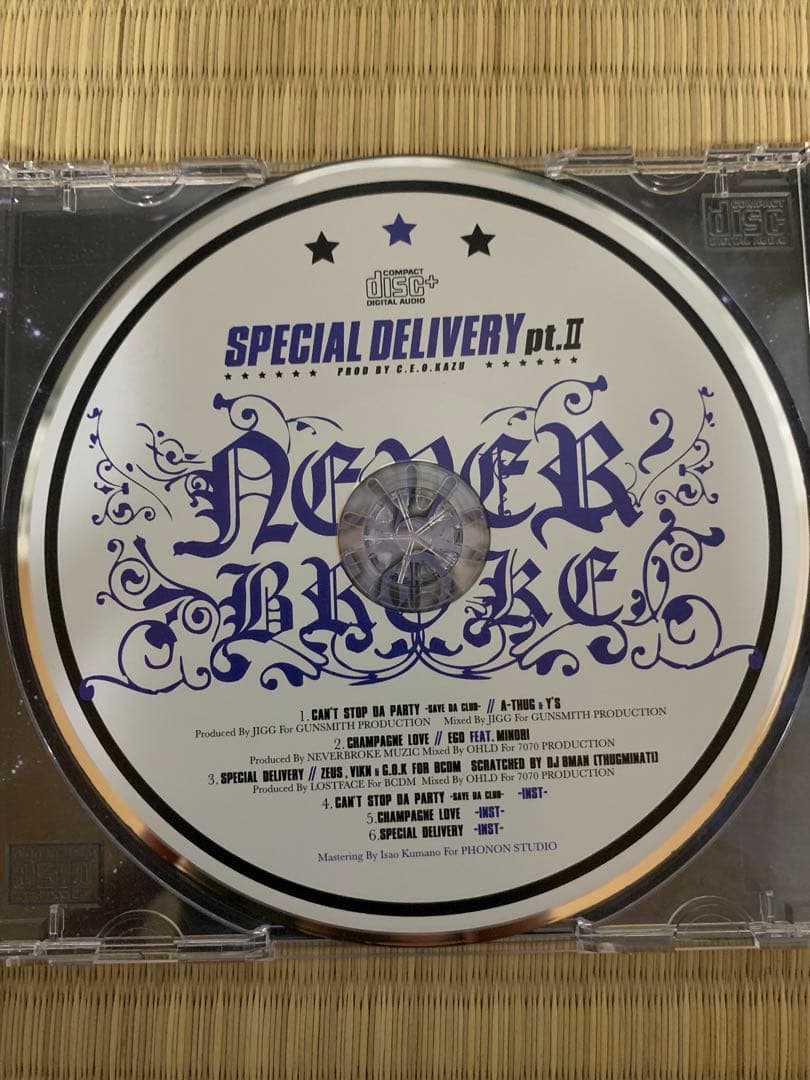 COMPACT
disc+
DIGITAL AUDIO
COMPACT
disc
DIGITAL AUDIO
SPECIAL DELIVERY pt.II
PROD BY C.E.O.KAZU
NEVER
BROKE
1. CAN'T STOP DA PARTY -SAVE DA CLUB- // A-THUG & Y'S
Produced By JIGG For GUNSMITH PRODUCTION Mixed By JIGG For GUNSMITH PRODUCTION
2. CHAMPAGNE LOVE // EGO FEAT. MINORI
Produced By NEVERBROKE MUZIC Mixed By OHLD For 7070 PRODUCTION
3. SPECIAL DELIVERY // ZEUS, VIKN & G.O.K FOR BCDM SCRATCHED BY DJ 8MAN (THUGMINATI)
Produced By LOSTFACE For BCDM Mixed By OHLD For 7070 PRODUCTION
4. CAN'T STOP DA PARTY -SAVE DA CLUB- -INST-
5. CHAMPAGNE LOVE -INST-
6. SPECIAL DELIVERY -INST-
Mastering By Isao Kumano For PHONON STUDIO